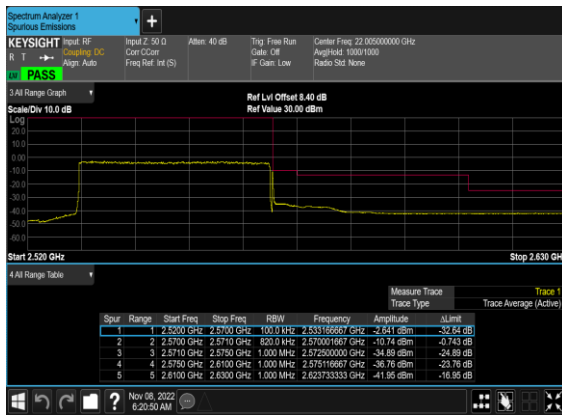 Spectrum Analyzer 1
Spurious Emissions
KEYSIGHT Input: RF Input Z: 50 Ω Atten: 40 dB Trig: Free Run Center Freq: 22.005000000 GHz
R T Coupling: DC Corr CCorr Gate: Off Avg|Hold: 1000/1000
Align: Auto Freq Ref: Int (S) IF Gain: Low Radio Std: None
LW PASS
3 All Range Graph
Ref Lvl Offset 8.40 dB
Scale/Div 10.0 dB Ref Value 30.00 dBm
Log
20.0
10.0
0.00
-10.0
-20.0
-30.0
-40.0
-50.0
-60.0
Start 2.520 GHz Stop 2.630 GH
4 All Range Table
Measure Trace Trace 1
Trace Type Trace Average (Active)
Spur Range Start Freq Stop Freq RBW Frequency Amplitude ΔLimit
1 1 2.5200 GHz 2.5700 GHz 100.0 kHz 2.533166667 GHz -2.641 dBm -32.64 dB
2 2 2.5700 GHz 2.5710 GHz 820.0 kHz 2.570001667 GHz -10.74 dBm -0.743 dB
3 3 2.5710 GHz 2.5750 GHz 1.000 MHz 2.572500000 GHz -34.89 dBm -24.89 dB
4 4 2.5750 GHz 2.6100 GHz 1.000 MHz 2.575116667 GHz -36.76 dBm -23.76 dB
5 5 2.6100 GHz 2.6300 GHz 1.000 MHz 2.623733333 GHz -41.95 dBm -16.95 dB
? Nov 08, 2022
6:20:50 AM